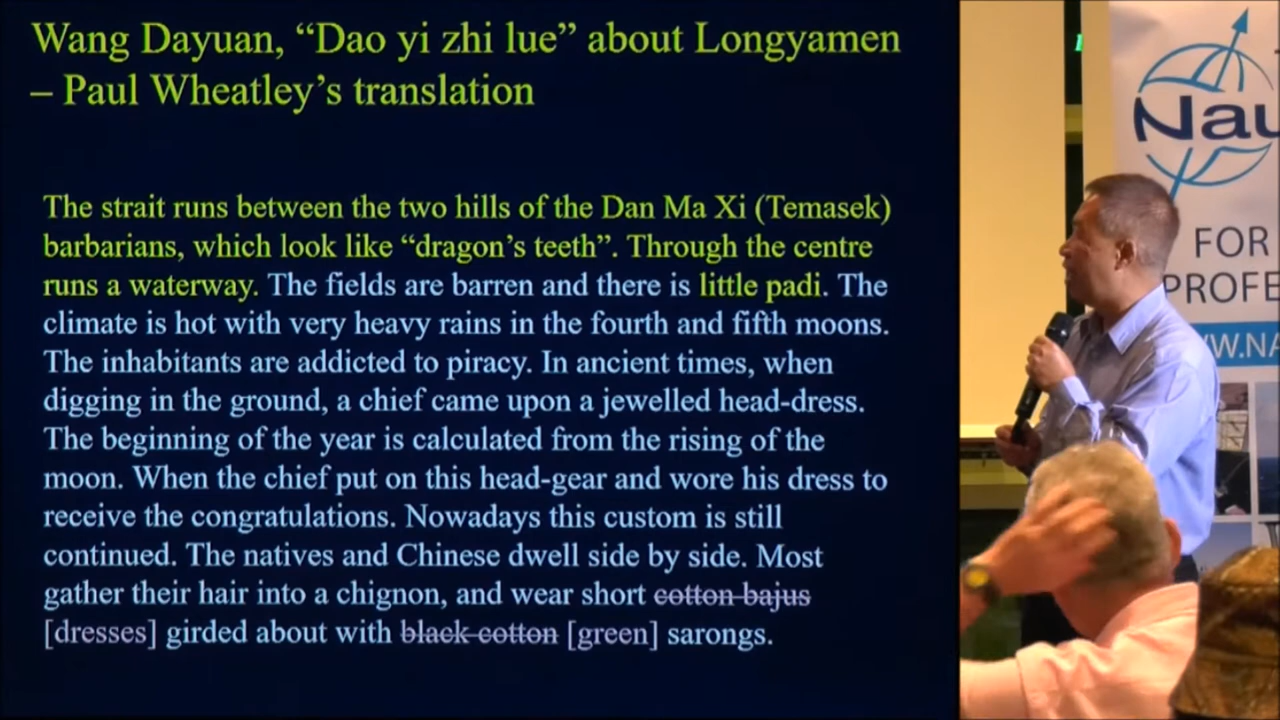 Wang Dayuan, “Dao yi zhi lue” about Longyamen
– Paul Wheatley’s translation
The strait runs between the two hills of the Dan Ma Xi (Temasek)
barbarians, which look like “dragon’s teeth”. Through the centre
runs a waterway. The fields are barren and there is little padi. The
climate is hot with very heavy rains in the fourth and fifth moons.
The inhabitants are addicted to piracy. In ancient times, when
digging in the ground, a chief came upon a jewelled head-dress.
The beginning of the year is calculated from the rising of the
moon. When the chief put on this head-gear and wore his dress to
receive the congratulations. Nowadays this custom is still
continued. The natives and Chinese dwell side by side. Most
gather their hair into a chignon, and wear short cotton bajus
[dresses] girded about with black cotton [green] sarongs.
Nau
FOR
PROFE
WW.NA